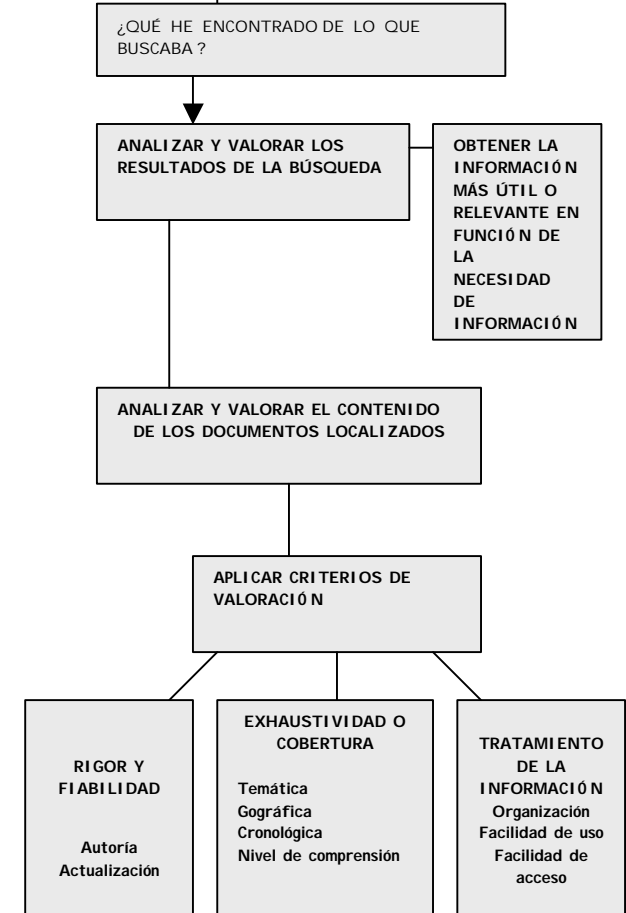 ¿QUÉ HE ENCONTRADO DE LO QUE
BUSCABA?
ANALIZAR Y VALORAR LOS
RESULTADOS DE LA BÚSQUEDA
OBTENER LA
INFORMACIÓN
MÁS ÚTIL O
RELEVANTE EN
FUNCIÓN DE
LA
NECESIDAD
DE
INFORMACIÓN
ANALIZAR Y VALORAR EL CONTENIDO
DE LOS DOCUMENTOS LOCALIZADOS
APLICAR CRITERIOS DE
VALORACIÓN
RIGOR Y
FIABILIDAD
Autoría
Actualización
EXHAUSTIVIDAD O
COBERTURA
Temática
Gográfica
Cronológica
Nivel de comprensión
TRATAMIENTO
DE LA
INFORMACIÓN
Organización
Facilidad de uso
Facilidad de
acceso